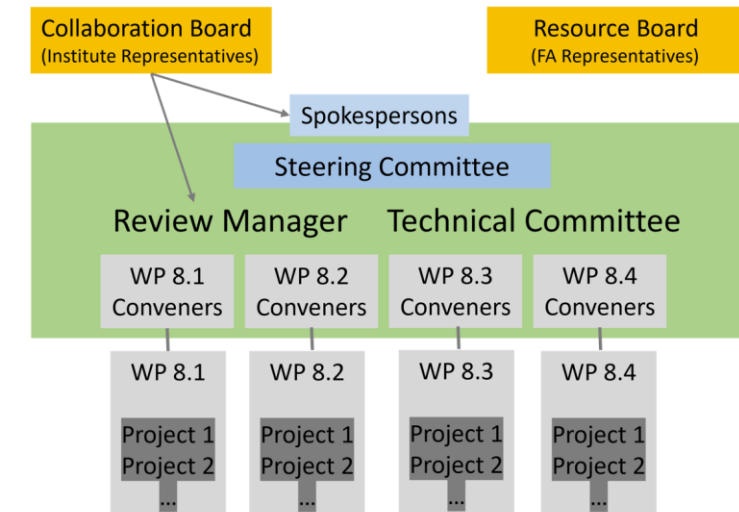 Collaboration Board
(Institute Representatives)
Resource Board
(FA Representatives)
Spokespersons
Steering Committee
Review Manager
Technical Committee
WP 8.1
Conveners
WP 8.2
Conveners
WP 8.3
Conveners
WP 8.4
Conveners
WP 8.1
Project 1
Project 2
...
WP 8.2
Project 1
Project 2
...
WP 8.3
Project 1
Project 2
...
WP 8.4
Project 1
Project 2
...